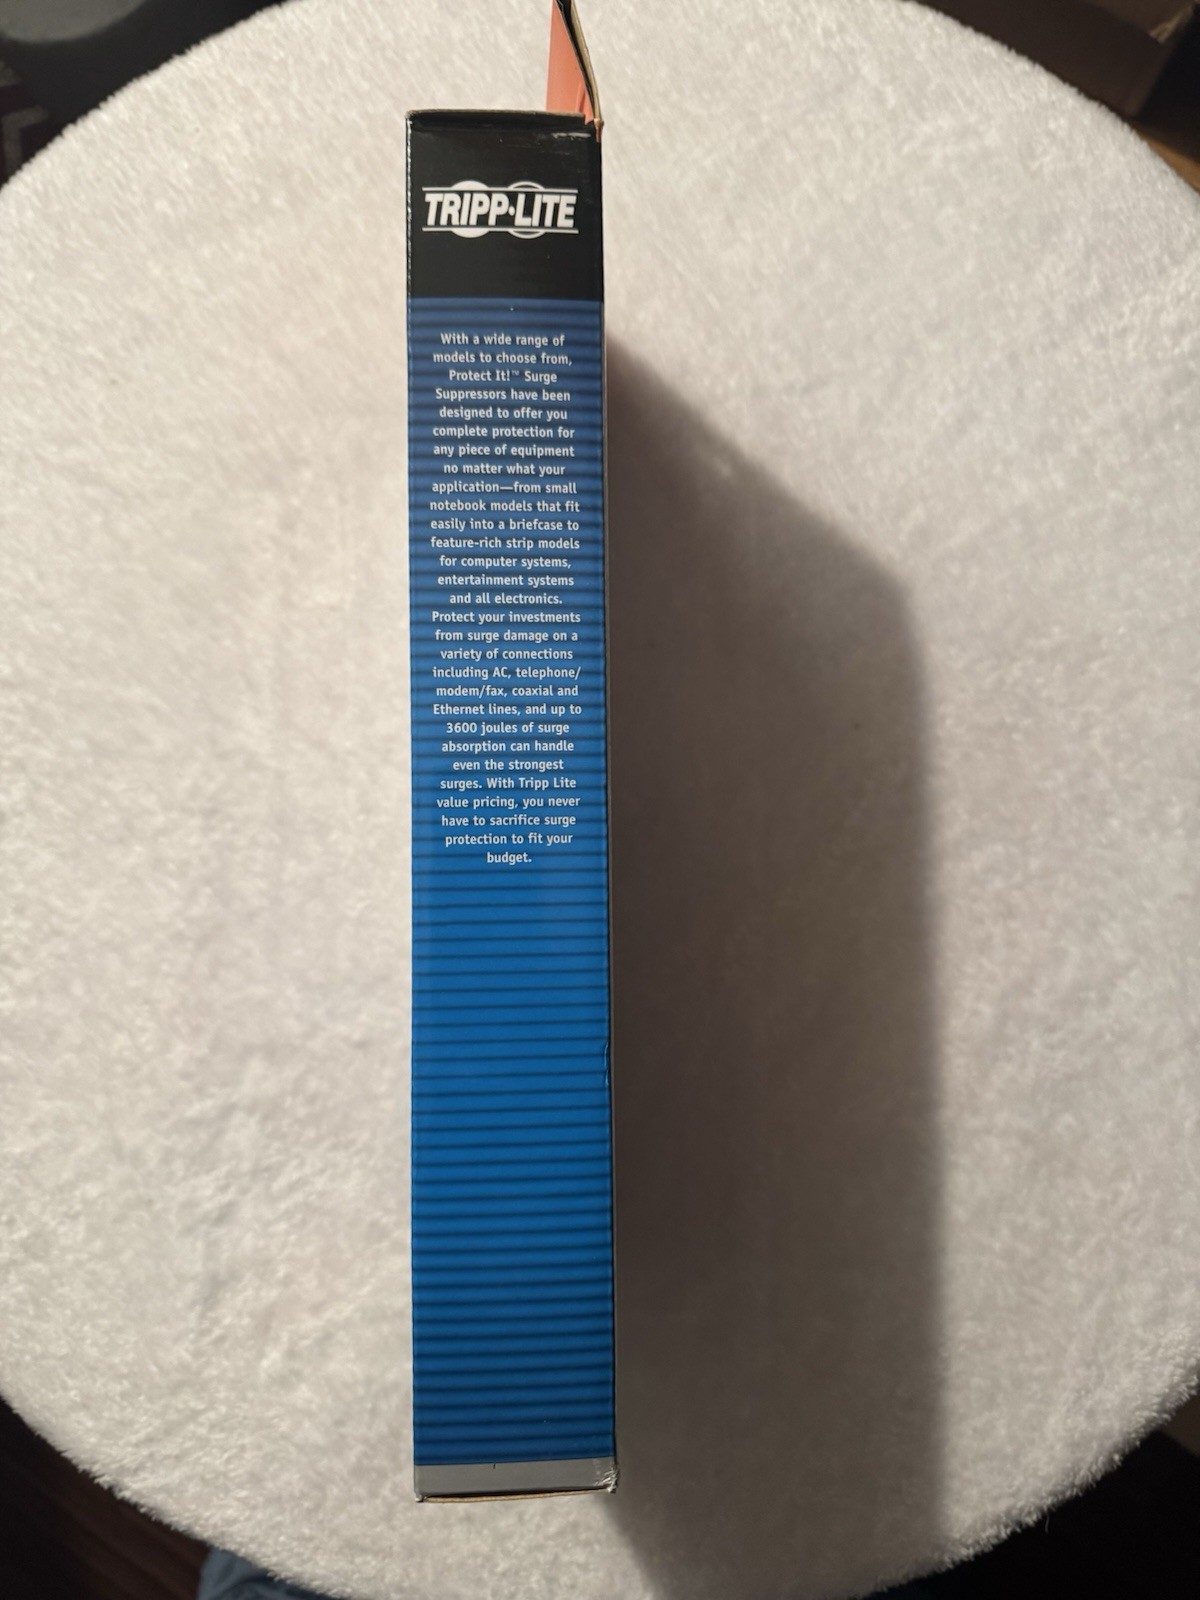 TRIPP·LITE
With a wide range of
models to choose from,
Protect It!™ Surge
Suppressors have been
designed to offer you
complete protection for
any piece of equipment
no matter what your
application—from small
notebook models that fit
easily into a briefcase to
feature-rich strip models
for computer systems,
entertainment systems
and all electronics.
Protect your investments
from surge damage on a
variety of connections
including AC, telephone/
modem/fax, coaxial and
Ethernet lines, and up to
3600 joules of surge
absorption can handle
even the strongest
surges. With Tripp Lite
value pricing, you never
have to sacrifice surge
protection to fit your
budget.